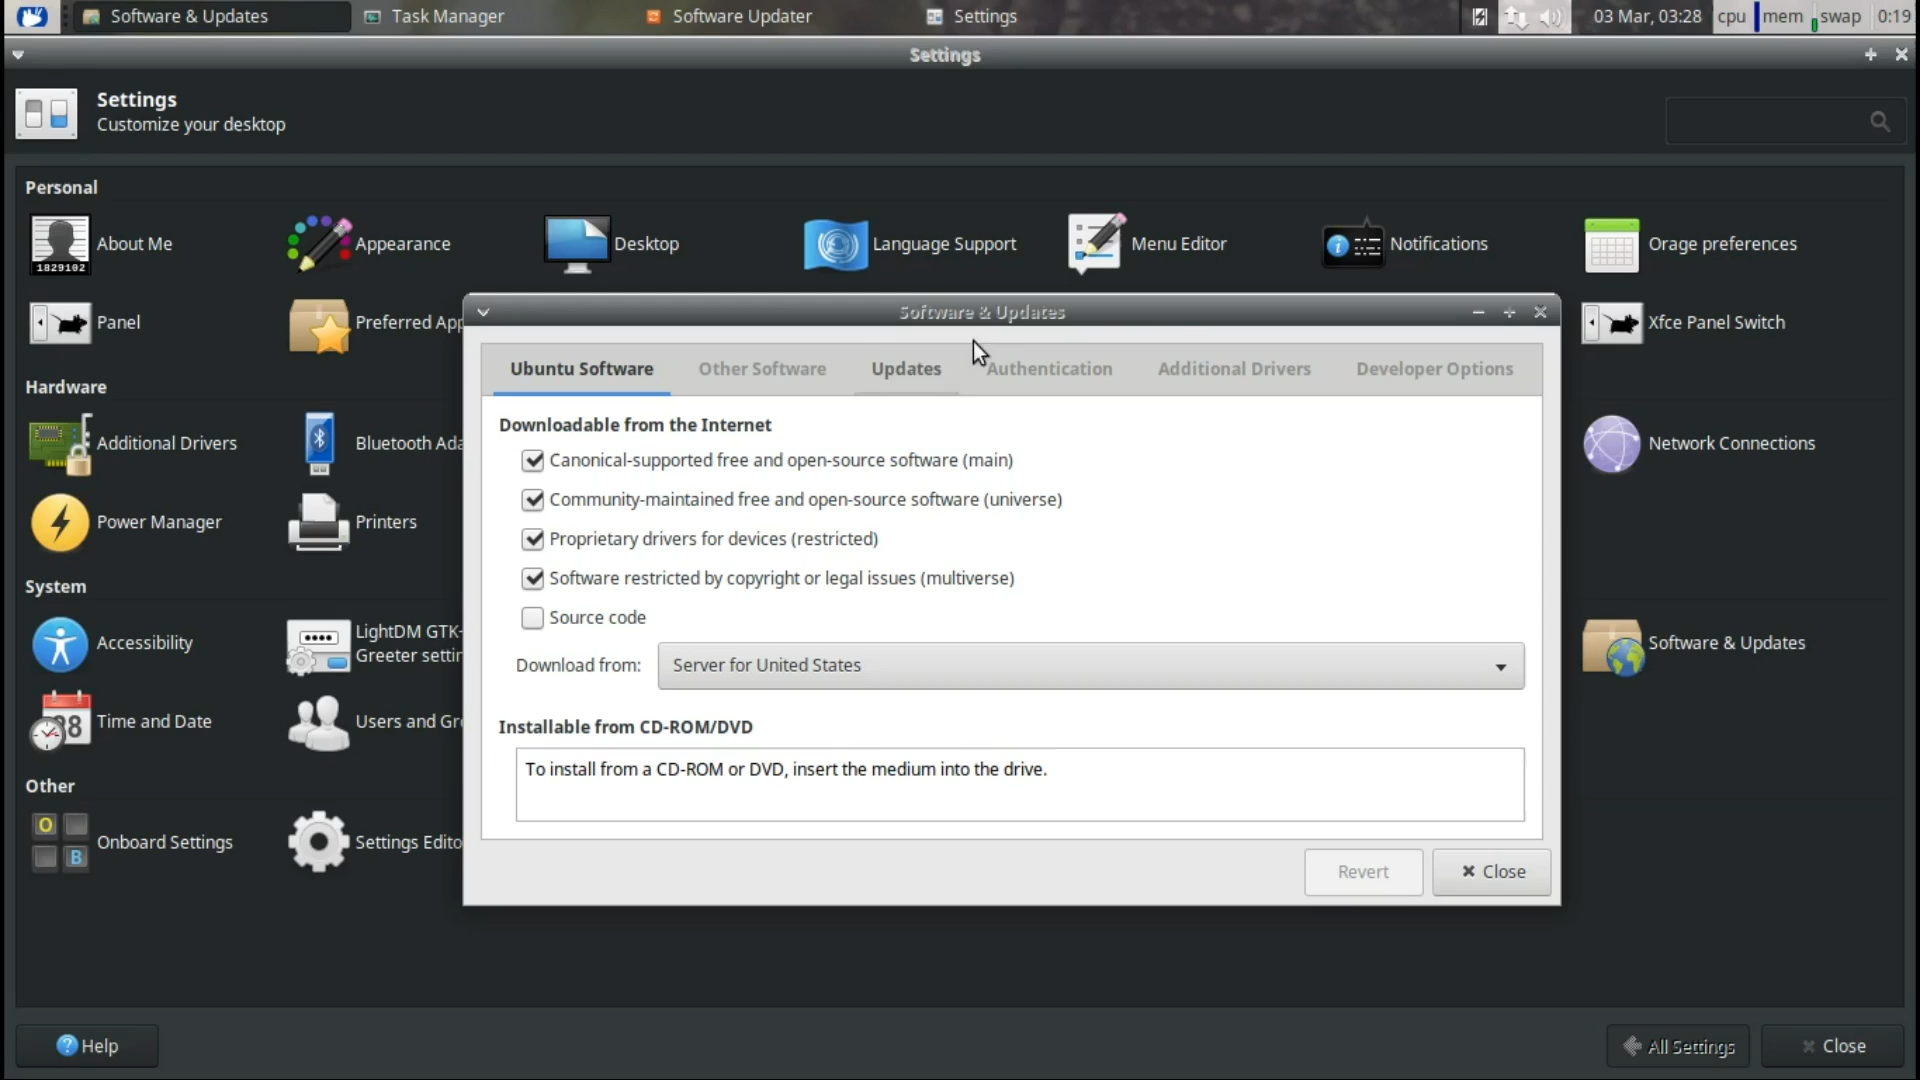 Software & Updates
Task Manager
Software Updater
Settings
03 Mar, 03:28
cpu
mem
swap
0:19
Settings
Settings
Customize your desktop
Personal
About Me
1829102
Appearance
Desktop
Language Support
Menu Editor
Notifications
Orage preferences
Panel
Preferred App
Xfce Panel Switch
Hardware
Additional Drivers
Bluetooth Ada
Network Connections
Power Manager
Printers
System
Accessibility
LightDM GTK-
Greeter settin
Software & Updates
Time and Date
Users and Gr
Other
Onboard Settings
Settings Edito
Software & Updates
Ubuntu Software
Other Software
Updates
Authentication
Additional Drivers
Developer Options
Downloadable from the Internet
Canonical-supported free and open-source software (main)
Community-maintained free and open-source software (universe)
Proprietary drivers for devices (restricted)
Software restricted by copyright or legal issues (multiverse)
Source code
Download from:
Server for United States
Installable from CD-ROM/DVD
To install from a CD-ROM or DVD, insert the medium into the drive.
Revert
Close
Help
All Settings
Close